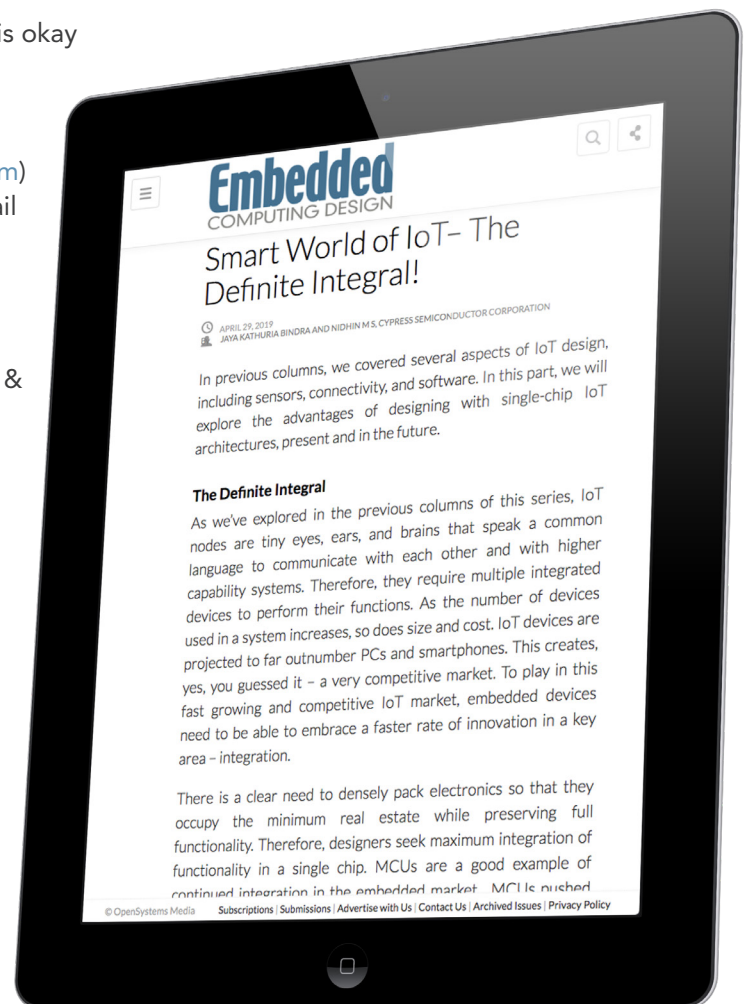 is okay
m)
il
&
Embedded
COMPUTING DESIGN
Smart World of IoT– The
Definite Integral!
APRIL 29, 2019
JAYA KATHURIA BINDRA AND NIDHIN M S, CYPRESS SEMICONDUCTOR CORPORATION
In previous columns, we covered several aspects of IoT design,
including sensors, connectivity, and software. In this part, we will
explore the advantages of designing with single-chip IoT
architectures, present and in the future.
The Definite Integral
As we’ve explored in the previous columns of this series, IoT
nodes are tiny eyes, ears, and brains that speak a common
language to communicate with each other and with higher
capability systems. Therefore, they require multiple integrated
devices to perform their functions. As the number of devices
used in a system increases, so does size and cost. IoT devices are
projected to far outnumber PCs and smartphones. This creates,
yes, you guessed it – a very competitive market. To play in this
fast growing and competitive IoT market, embedded devices
need to be able to embrace a faster rate of innovation in a key
area – integration.
There is a clear need to densely pack electronics so that they
occupy the minimum real estate while preserving full
functionality. Therefore, designers seek maximum integration of
functionality in a single chip. MCUs are a good example of
continued integration in the embedded market. MCUs pushed
© OpenSystems Media Subscriptions | Submissions | Advertise with Us | Contact Us | Archived Issues | Privacy Policy